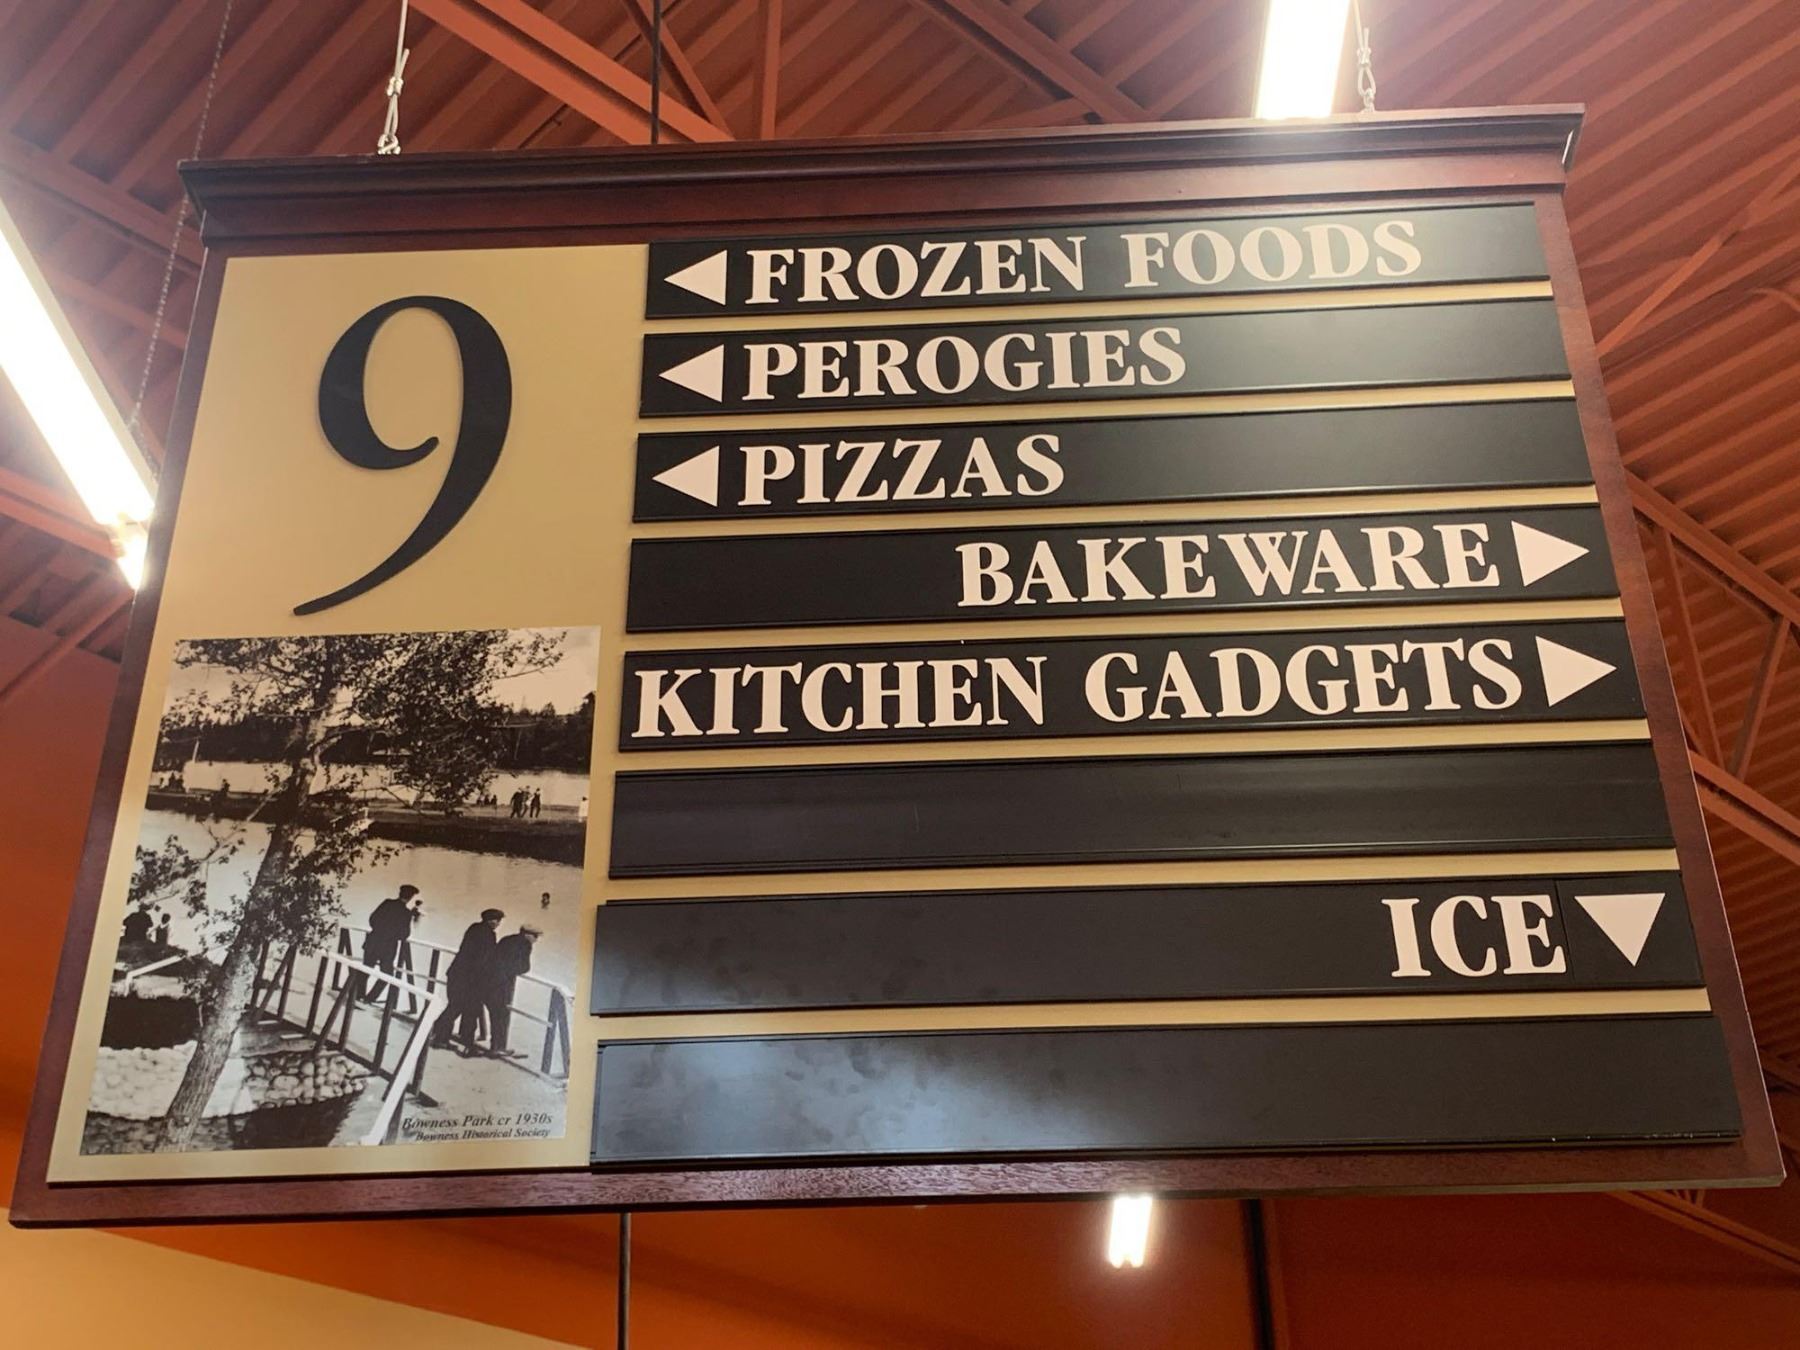 9
FROZEN FOODS
PEROGIES
PIZZAS
BAKEWARE
KITCHEN GADGETS
ICE
Bowness Park cr 1930s
Bowness Historical Society